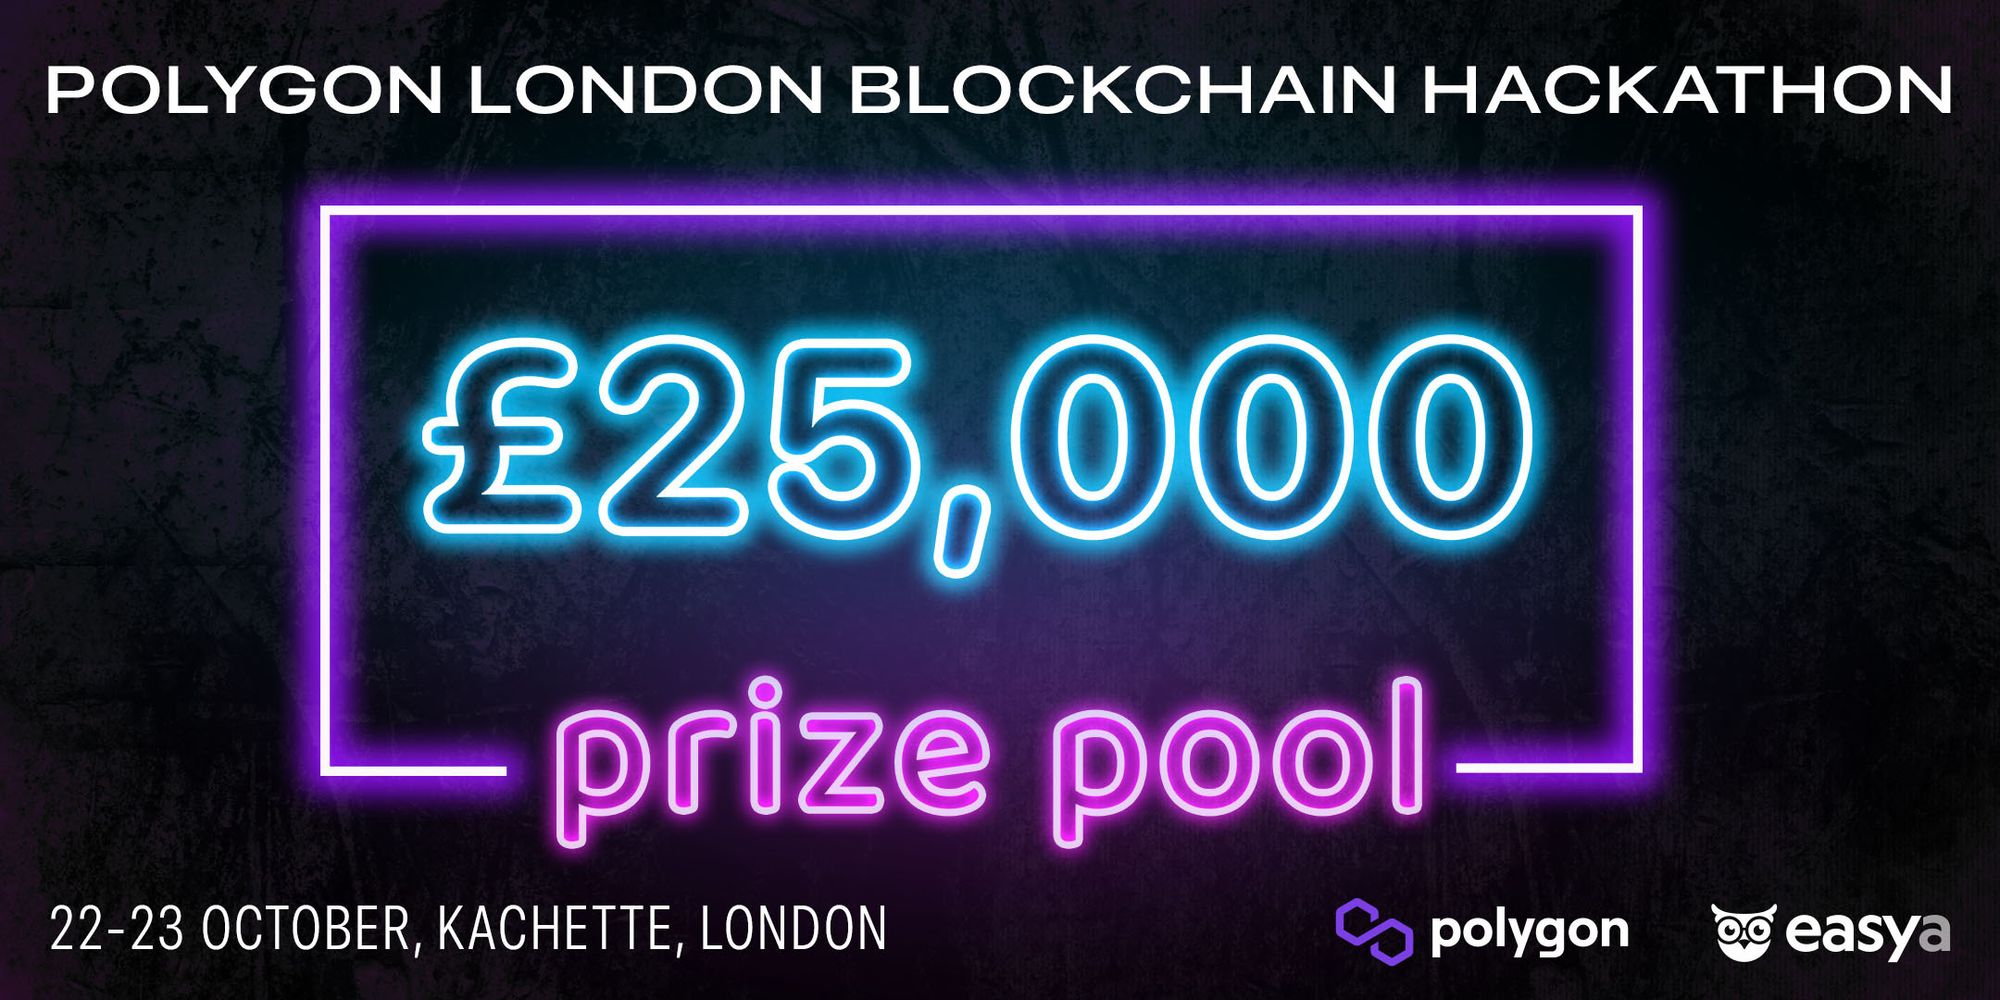 POLYGON LONDON BLOCKCHAIN HACKATHON
£25,000
prize pool
22-23 OCTOBER, KACHETTE, LONDON
polygon
easya